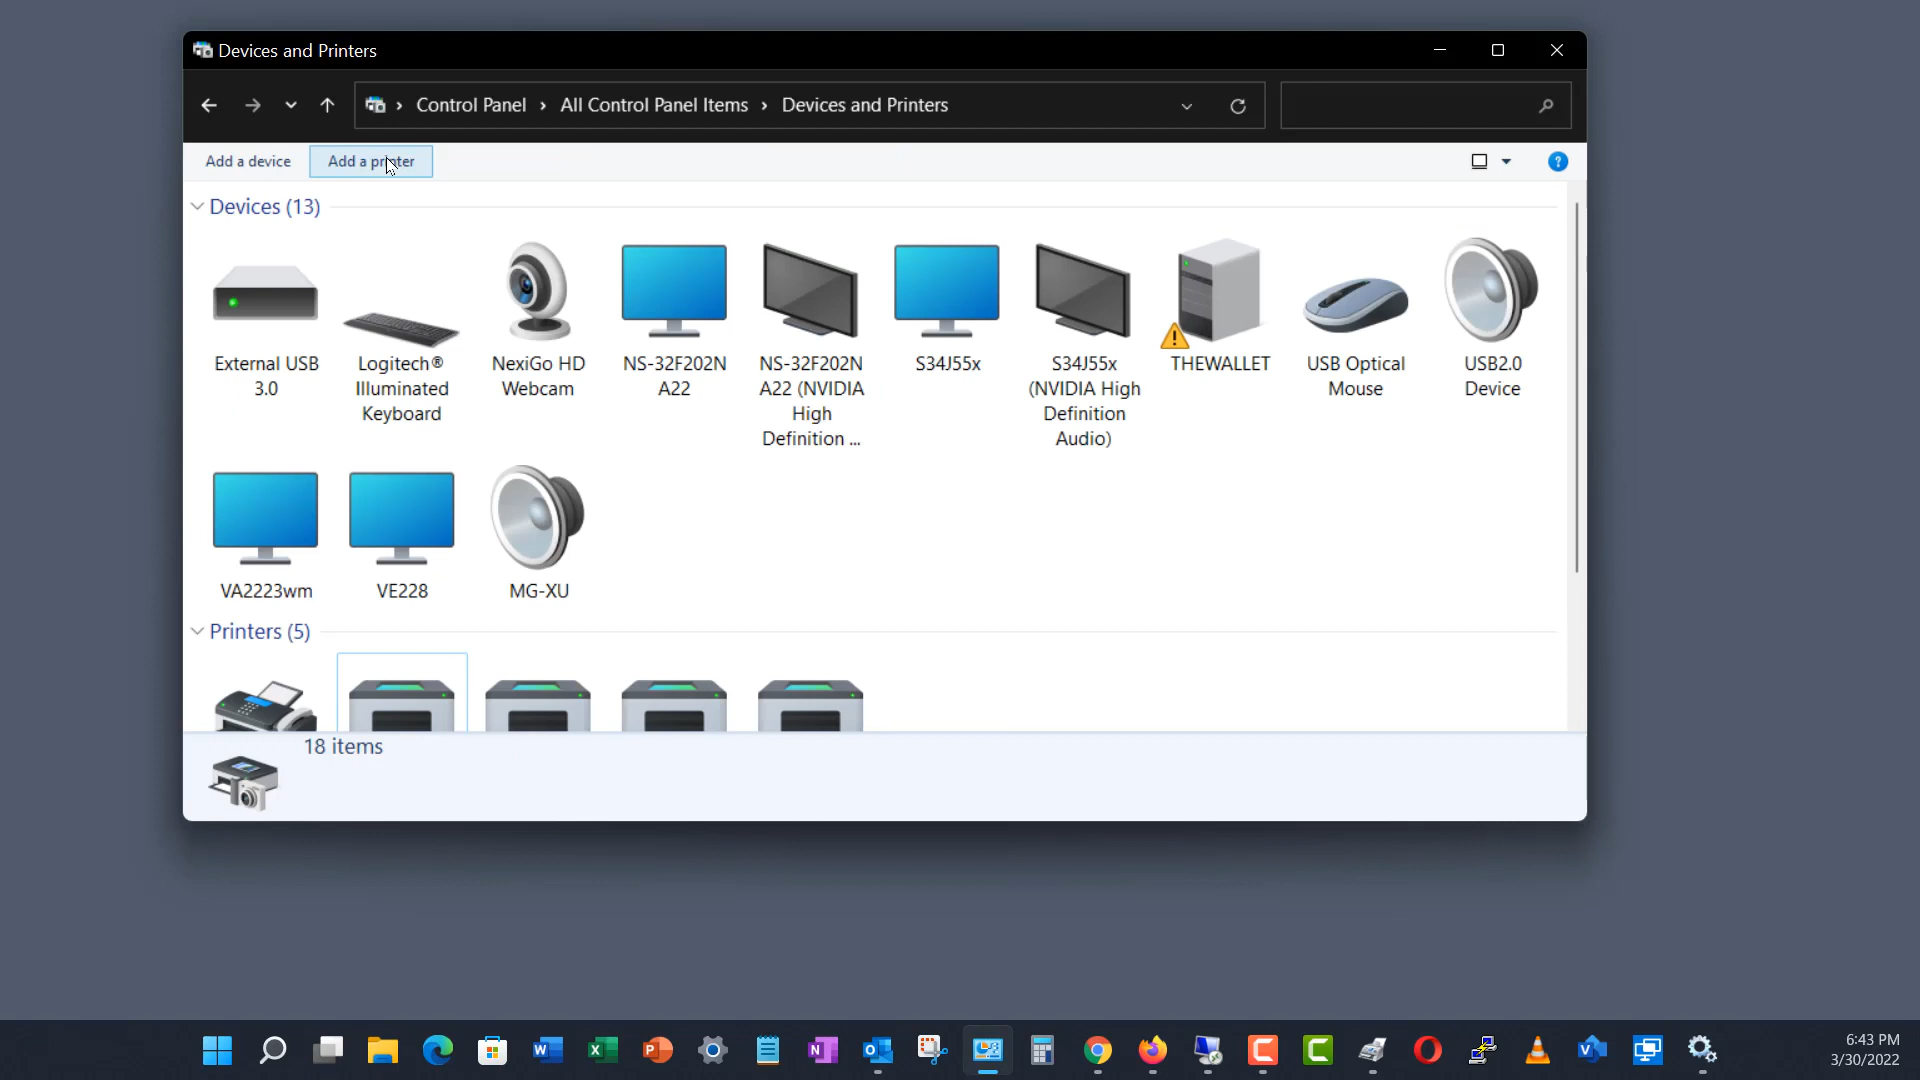 Devices and Printers
Control Panel › All Control Panel Items › Devices and Printers
Add a device
Add a printer
Devices (13)
External USB
3.0
Logitech®
Illuminated
Keyboard
NexiGo HD
Webcam
NS-32F202N
A22
NS-32F202N
A22 (NVIDIA
High
Definition ...
S34J55x
S34J55x
(NVIDIA High
Definition
Audio)
THEWALLET
USB Optical
Mouse
USB2.0
Device
VA2223wm
VE228
MG-XU
Printers (5)
18 items
6:43 PM
3/30/2022